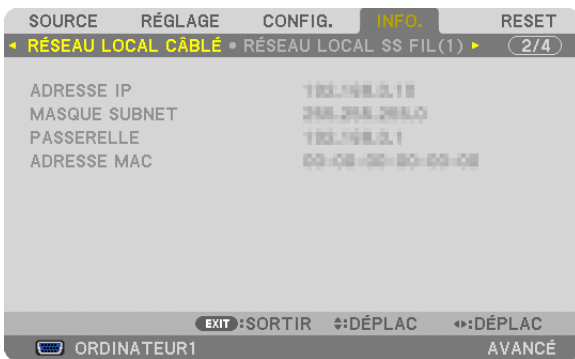 SOURCE RÉGLAGE CONFIG. INFO. RESET
RÉSEAU LOCAL CÂBLÉ • RÉSEAU LOCAL SS FIL(1) 2/4
ADRESSE IP
MASQUE SUBNET
PASSERELLE
ADRESSE MAC
EXIT :SORTIR :DÉPLAC :DÉPLAC
ORDINATEUR1 AVANCÉ